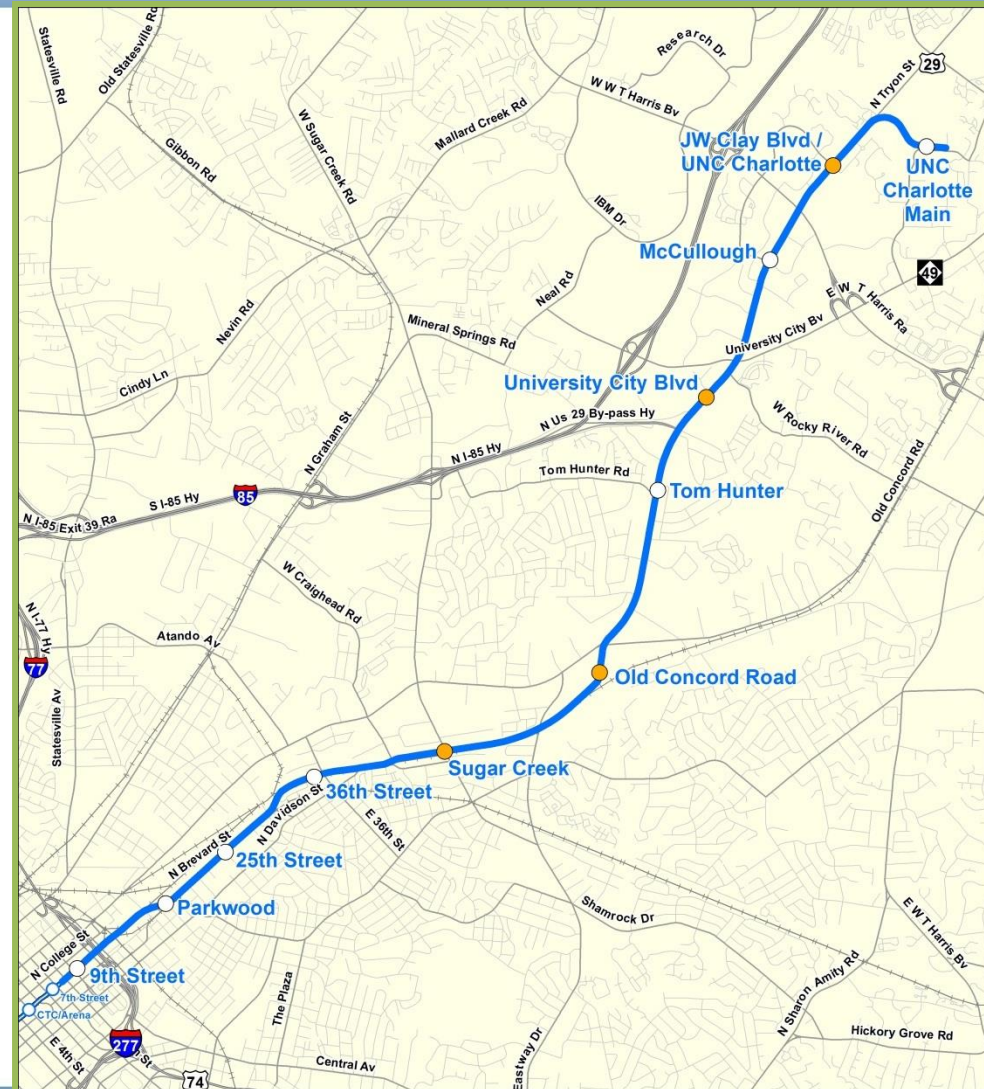 Statesville Rd
Old Statesville Rd
Research Dr
29
N Tryon St
W W T Harris Bv
W Sugar Creek Rd
Mallard Creek Rd
Gibbon Rd
JW Clay Blvd /
UNC Charlotte
UNC
Charlotte
Main
IBM Dr
McCullough
49
Neal Rd
E W T Harris Ra
Nevin Rd
Mineral Springs Rd
University City Bv
Cindy Ln
University City Blvd
N Us 29 By-pass Hy
W Rocky River Rd
N Graham St
N I-85 Hy
Tom Hunter Rd
Old Concord Rd
Tom Hunter
85
S I-85 Hy
N I-85 Exit 39 Ra
W Craighead Rd
N I-77 Hy
Atando Av
77
Old Concord Road
Statesville Av
Sugar Creek
36th Street
N Davidson St
E 36th St
N Brevard St
25th Street
Parkwood
Shamrock Dr
E W T Harris Bv
N College St
9th Street
7th Street
CTC/Arena
The Plaza
N Sharon Amity Rd
Hickory Grove Rd
277
E 4th St
Central Av
Eastway Dr
74